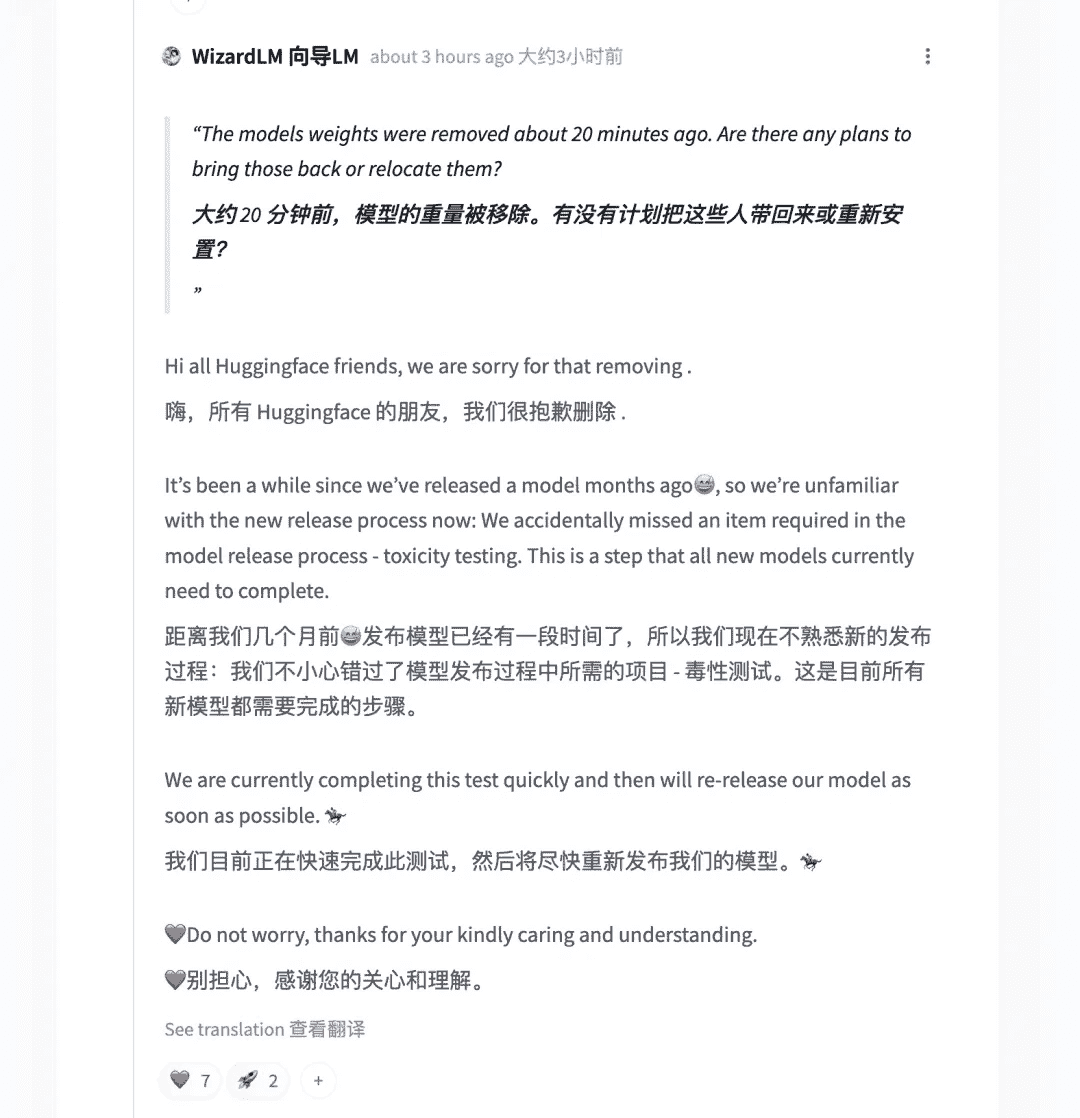 WizardLM 向导LM about 3 hours ago 大约3小时前
“The models weights were removed about 20 minutes ago. Are there any plans to
bring those back or relocate them?
大约 20 分钟前，模型的重量被移除。有没有计划把这些人带回来或重新安
置？
”
Hi all Huggingface friends, we are sorry for that removing .
嗨，所有 Huggingface 的朋友，我们很抱歉删除 .
It’s been a while since we’ve released a model months ago😅, so we’re unfamiliar
with the new release process now: We accidentally missed an item required in the
model release process - toxicity testing. This is a step that all new models currently
need to complete.
距离我们几个月前😅发布模型已经有一段时间了，所以我们现在不熟悉新的发布
过程：我们不小心错过了模型发布过程中所需的项目 - 毒性测试。这是目前所有
新模型都需要完成的步骤。
We are currently completing this test quickly and then will re-release our model as
soon as possible. 🏇
我们目前正在快速完成此测试，然后将尽快重新发布我们的模型。🏇
❤Do not worry, thanks for your kindly caring and understanding.
❤别担心，感谢您的关心和理解。
See translation 查看翻译
❤ 7 🚀 2 +